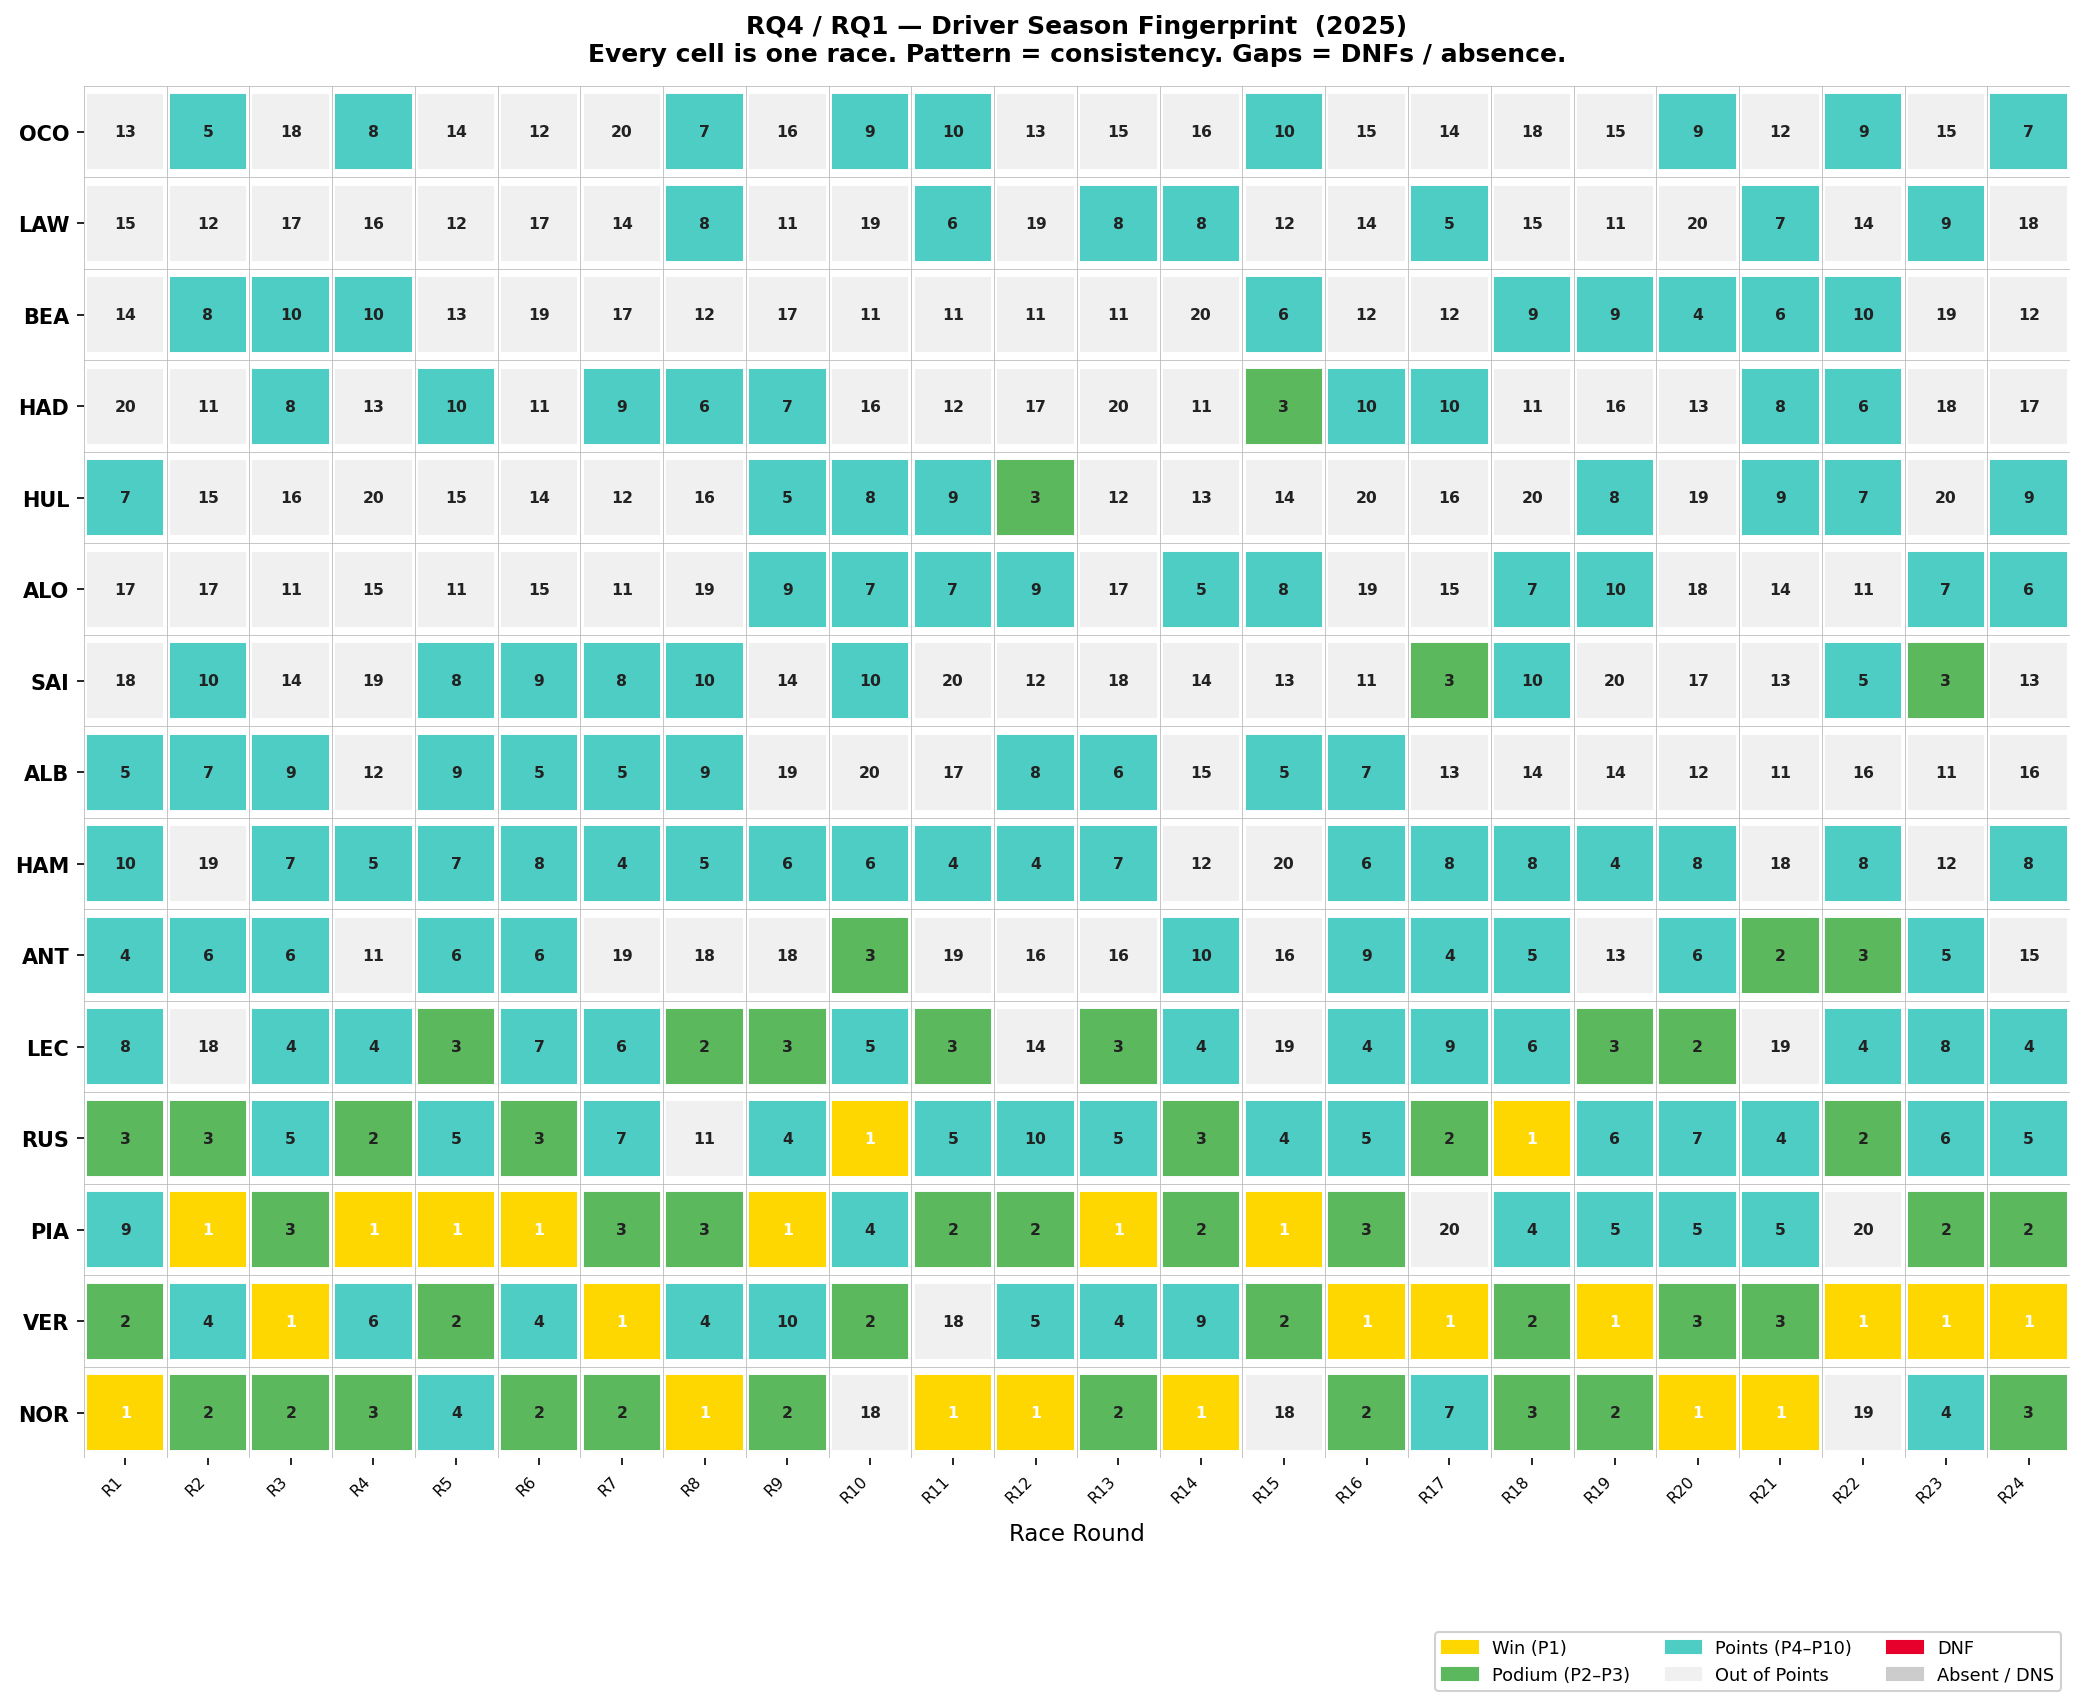 RQ4 / RQ1 — Driver Season Fingerprint  (2025)
Every cell is one race. Pattern = consistency. Gaps = DNFs / absence.
OCO 13 5 18 8 14 12 20 7 16 9 10 13 15 16 10 15 14 18 15 9 12 9 15 7
LAW 15 12 17 16 12 17 14 8 11 19 6 19 8 8 12 14 5 15 11 20 7 14 9 18
BEA 14 8 10 10 13 19 17 12 17 11 11 11 11 20 6 12 12 9 9 4 6 10 19 12
HAD 20 11 8 13 10 11 9 6 7 16 12 17 20 11 3 10 10 11 16 13 8 6 18 17
HUL 7 15 16 20 15 14 12 16 5 8 9 3 12 13 14 20 16 20 8 19 9 7 20 9
ALO 17 17 11 15 11 15 11 19 9 7 7 9 17 5 8 19 15 7 10 18 14 11 7 6
SAI 18 10 14 19 8 9 8 10 14 10 20 12 18 14 13 11 3 10 20 17 13 5 3 13
ALB 5 7 9 12 9 5 5 9 19 20 17 8 6 15 5 7 13 14 14 12 11 16 11 16
HAM 10 19 7 5 7 8 4 5 6 6 4 4 7 12 20 6 8 8 4 8 18 8 12 8
ANT 4 6 6 11 6 6 19 18 18 3 19 16 16 10 16 9 4 5 13 6 2 3 5 15
LEC 8 18 4 4 3 7 6 2 3 5 3 14 3 4 19 4 9 6 3 2 19 4 8 4
RUS 3 3 5 2 5 3 7 11 4 1 5 10 5 3 4 5 2 1 6 7 4 2 6 5
PIA 9 1 3 1 1 1 3 3 1 4 2 2 1 2 1 3 20 4 5 5 5 20 2 2
VER 2 4 1 6 2 4 1 4 10 2 18 5 4 9 2 1 1 2 1 3 3 1 1 1
NOR 1 2 2 3 4 2 2 1 2 18 1 1 2 1 18 2 7 3 2 1 1 19 4 3
R1 R2 R3 R4 R5 R6 R7 R8 R9 R10 R11 R12 R13 R14 R15 R16 R17 R18 R19 R20 R21 R22 R23 R24
Race Round
Win (P1) Points (P4–P10) DNF
Podium (P2–P3) Out of Points Absent / DNS